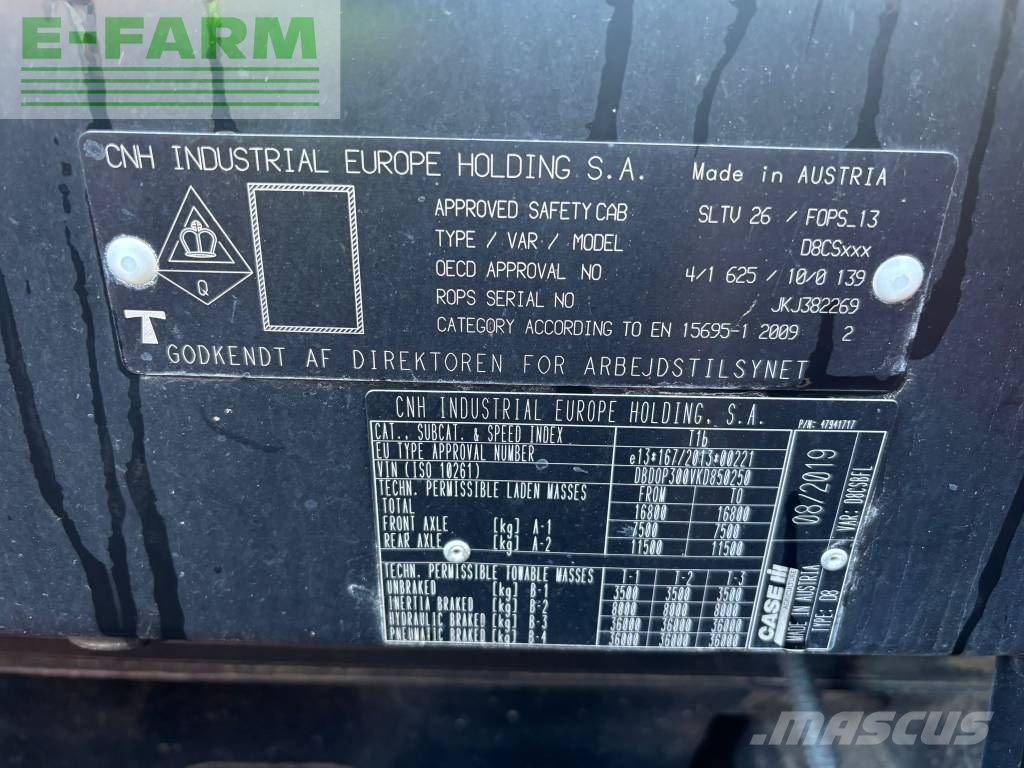 E-FARM
CNH INDUSTRIAL EUROPE HOLDING S.A. Made in AUSTRIA
APPROVED SAFETY CAB SLTV 26 / FOPS_13
TYPE / VAR / MODEL D8CSxxx
OECD APPROVAL NO 4/1 625 / 10/0 139
ROPS SERIAL NO JKJ382269
CATEGORY ACCORDING TO EN 15695-1 2009 2
Q
T
GODKENDT AF DIREKTOREN FOR ARBEJDSTILSYNET
CNH INDUSTRIAL EUROPE HOLDING, S.A.
P/N: 47941717
CAT., SUBCAT. & SPEED INDEX T1b
EU TYPE APPROVAL NUMBER e13*167/2013*00221
VIN (ISO 10261) DBDOP300VKD850250
TECHN. PERMISSIBLE LADEN MASSES FROM TO
TOTAL 16800 16800
FRONT AXLE [kg] A-1 7500 7500
REAR AXLE [kg] A-2 11500 11500
TECHN. PERMISSIBLE TOWABLE MASSES T-1 T-2 T-3
UNBRAKED [kg] B-1 3500 3500 3500
INERTIA BRAKED [kg] B-2 8000 8000 8000
HYDRAULIC BRAKED [kg] B-3 36000 36000 36000
PNEUMATIC BRAKED [kg] B-4 36000 36000 36000
CASE IH
MADE IN AUSTRIA
08/2019
TYPE: D8
VAR: D8CSBFL
MASCUS